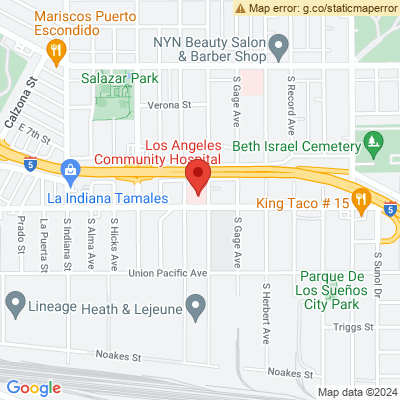 Map error: g.co/staticmaperror
Mariscos Puerto
Escondido
NYN Beauty Salon
& Barber Shop
Salazar Park
Calzona St
Verona St
E 7th St
S Gage Ave
S Record Ave
Los Angeles
Community Hospital
Beth Israel Cemetery
5
La Indiana Tamales
King Taco # 15
5
Prado St
La Puerta St
S Indiana St
S Alma Ave
S Hicks Ave
S Gage Ave
S Sunol Dr
Union Pacific Ave
Parque De
Los Sueños
City Park
Lineage
Heath & Lejeune
S Herbert Ave
Triggs St
Noakes St
Noakes St
Google
Map data ©2024